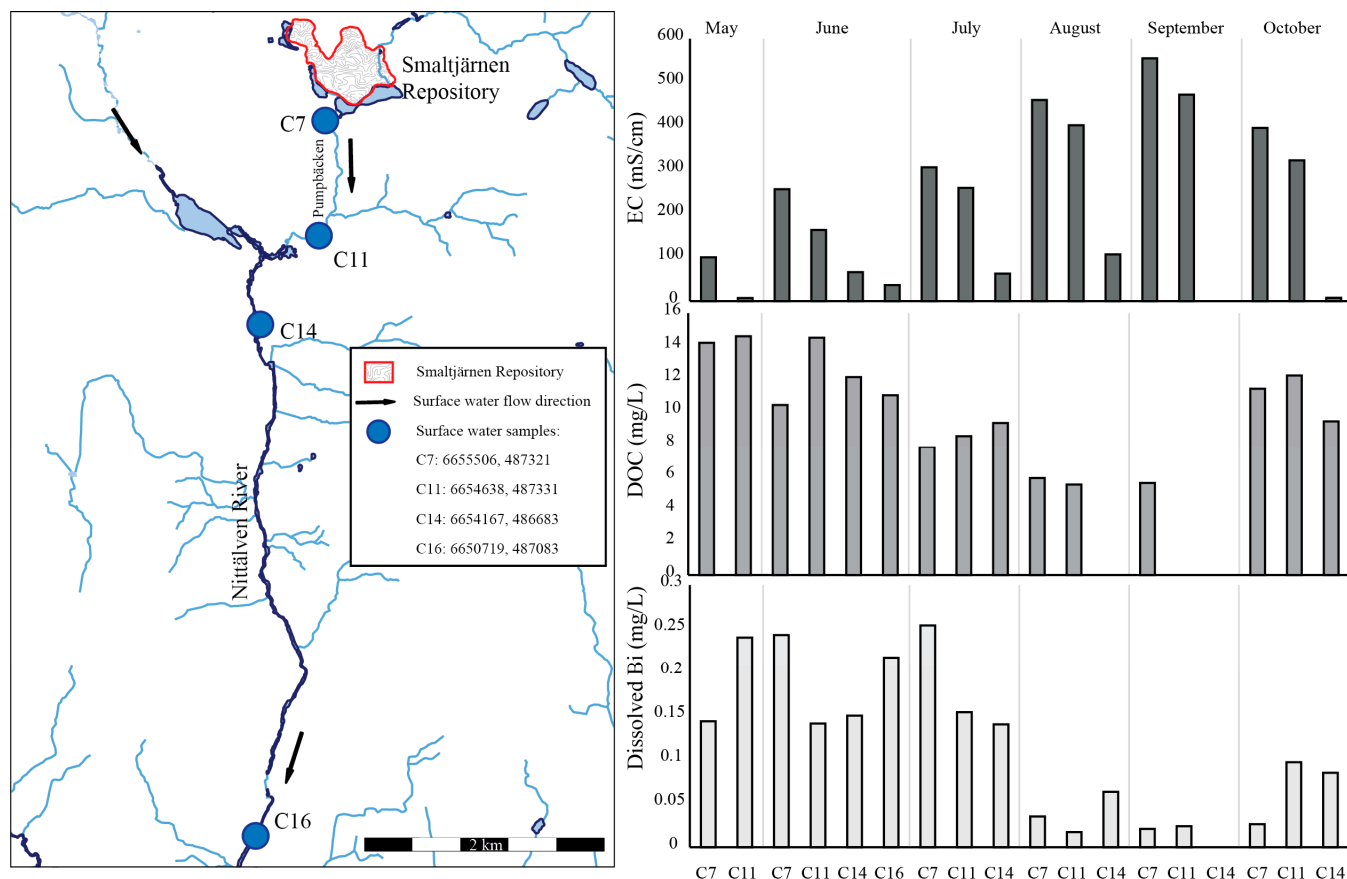 Smaltjärnen
Repository
C7
Pumpbäcken
C11
C14
Smaltjärnen Repository
Surface water flow direction
Surface water samples:
C7: 6655506, 487321
C11: 6654638, 487331
C14: 6654167, 486683
C16: 6650719, 487083
Nittälven River
C16
2 km
May June July August September October
EC (mS/cm)
600
500
400
300
200
100
0
DOC (mg/L)
16
14
12
10
8
6
4
2
0
Dissolved Bi (mg/L)
0.3
0.25
0.2
0.15
0.1
0.05
0
C7 C11 C7 C11 C14 C16 C7 C11 C14 C7 C11 C14 C7 C11 C14 C7 C11 C14